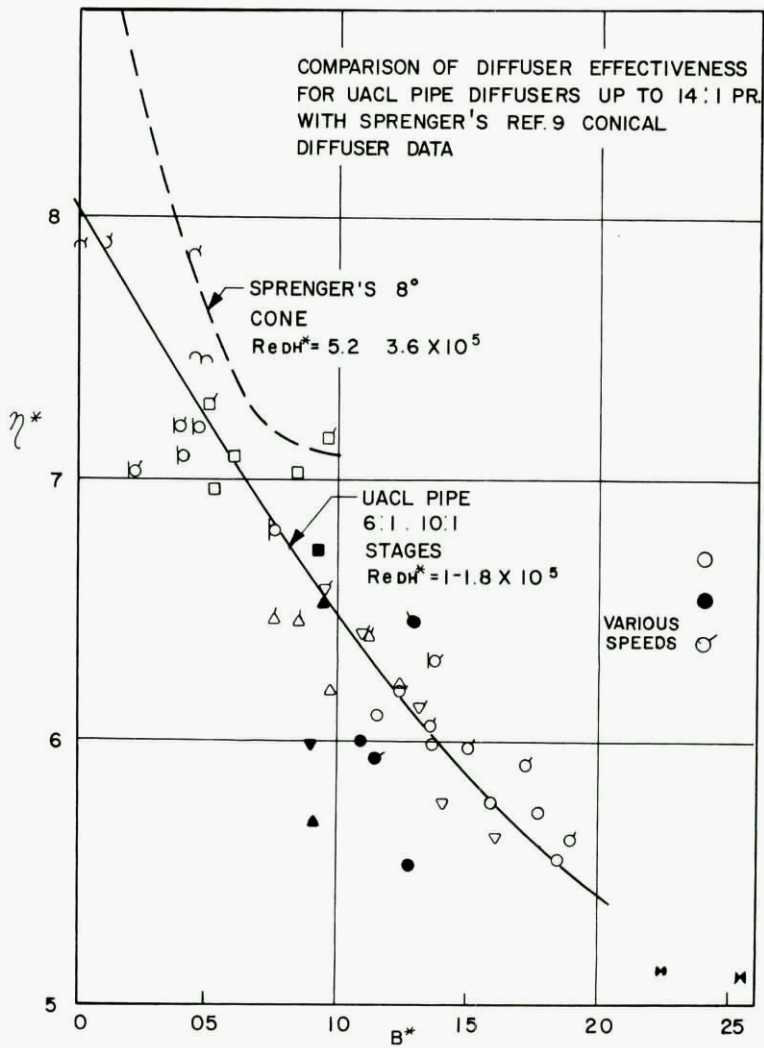 COMPARISON OF DIFFUSER EFFECTIVENESS
FOR UACL PIPE DIFFUSERS UP TO 14:1 PR.
WITH SPRENGER'S REF. 9 CONICAL
DIFFUSER DATA
8
SPRENGER'S 8°
CONE
ReDH*= 5.2 3.6 X 10⁵
η*
7
UACL PIPE
6:1 . 10:1
STAGES
ReDH*= 1-1.8 X 10⁵
VARIOUS
SPEEDS
6
5
0 05 10 15 20 25
B*